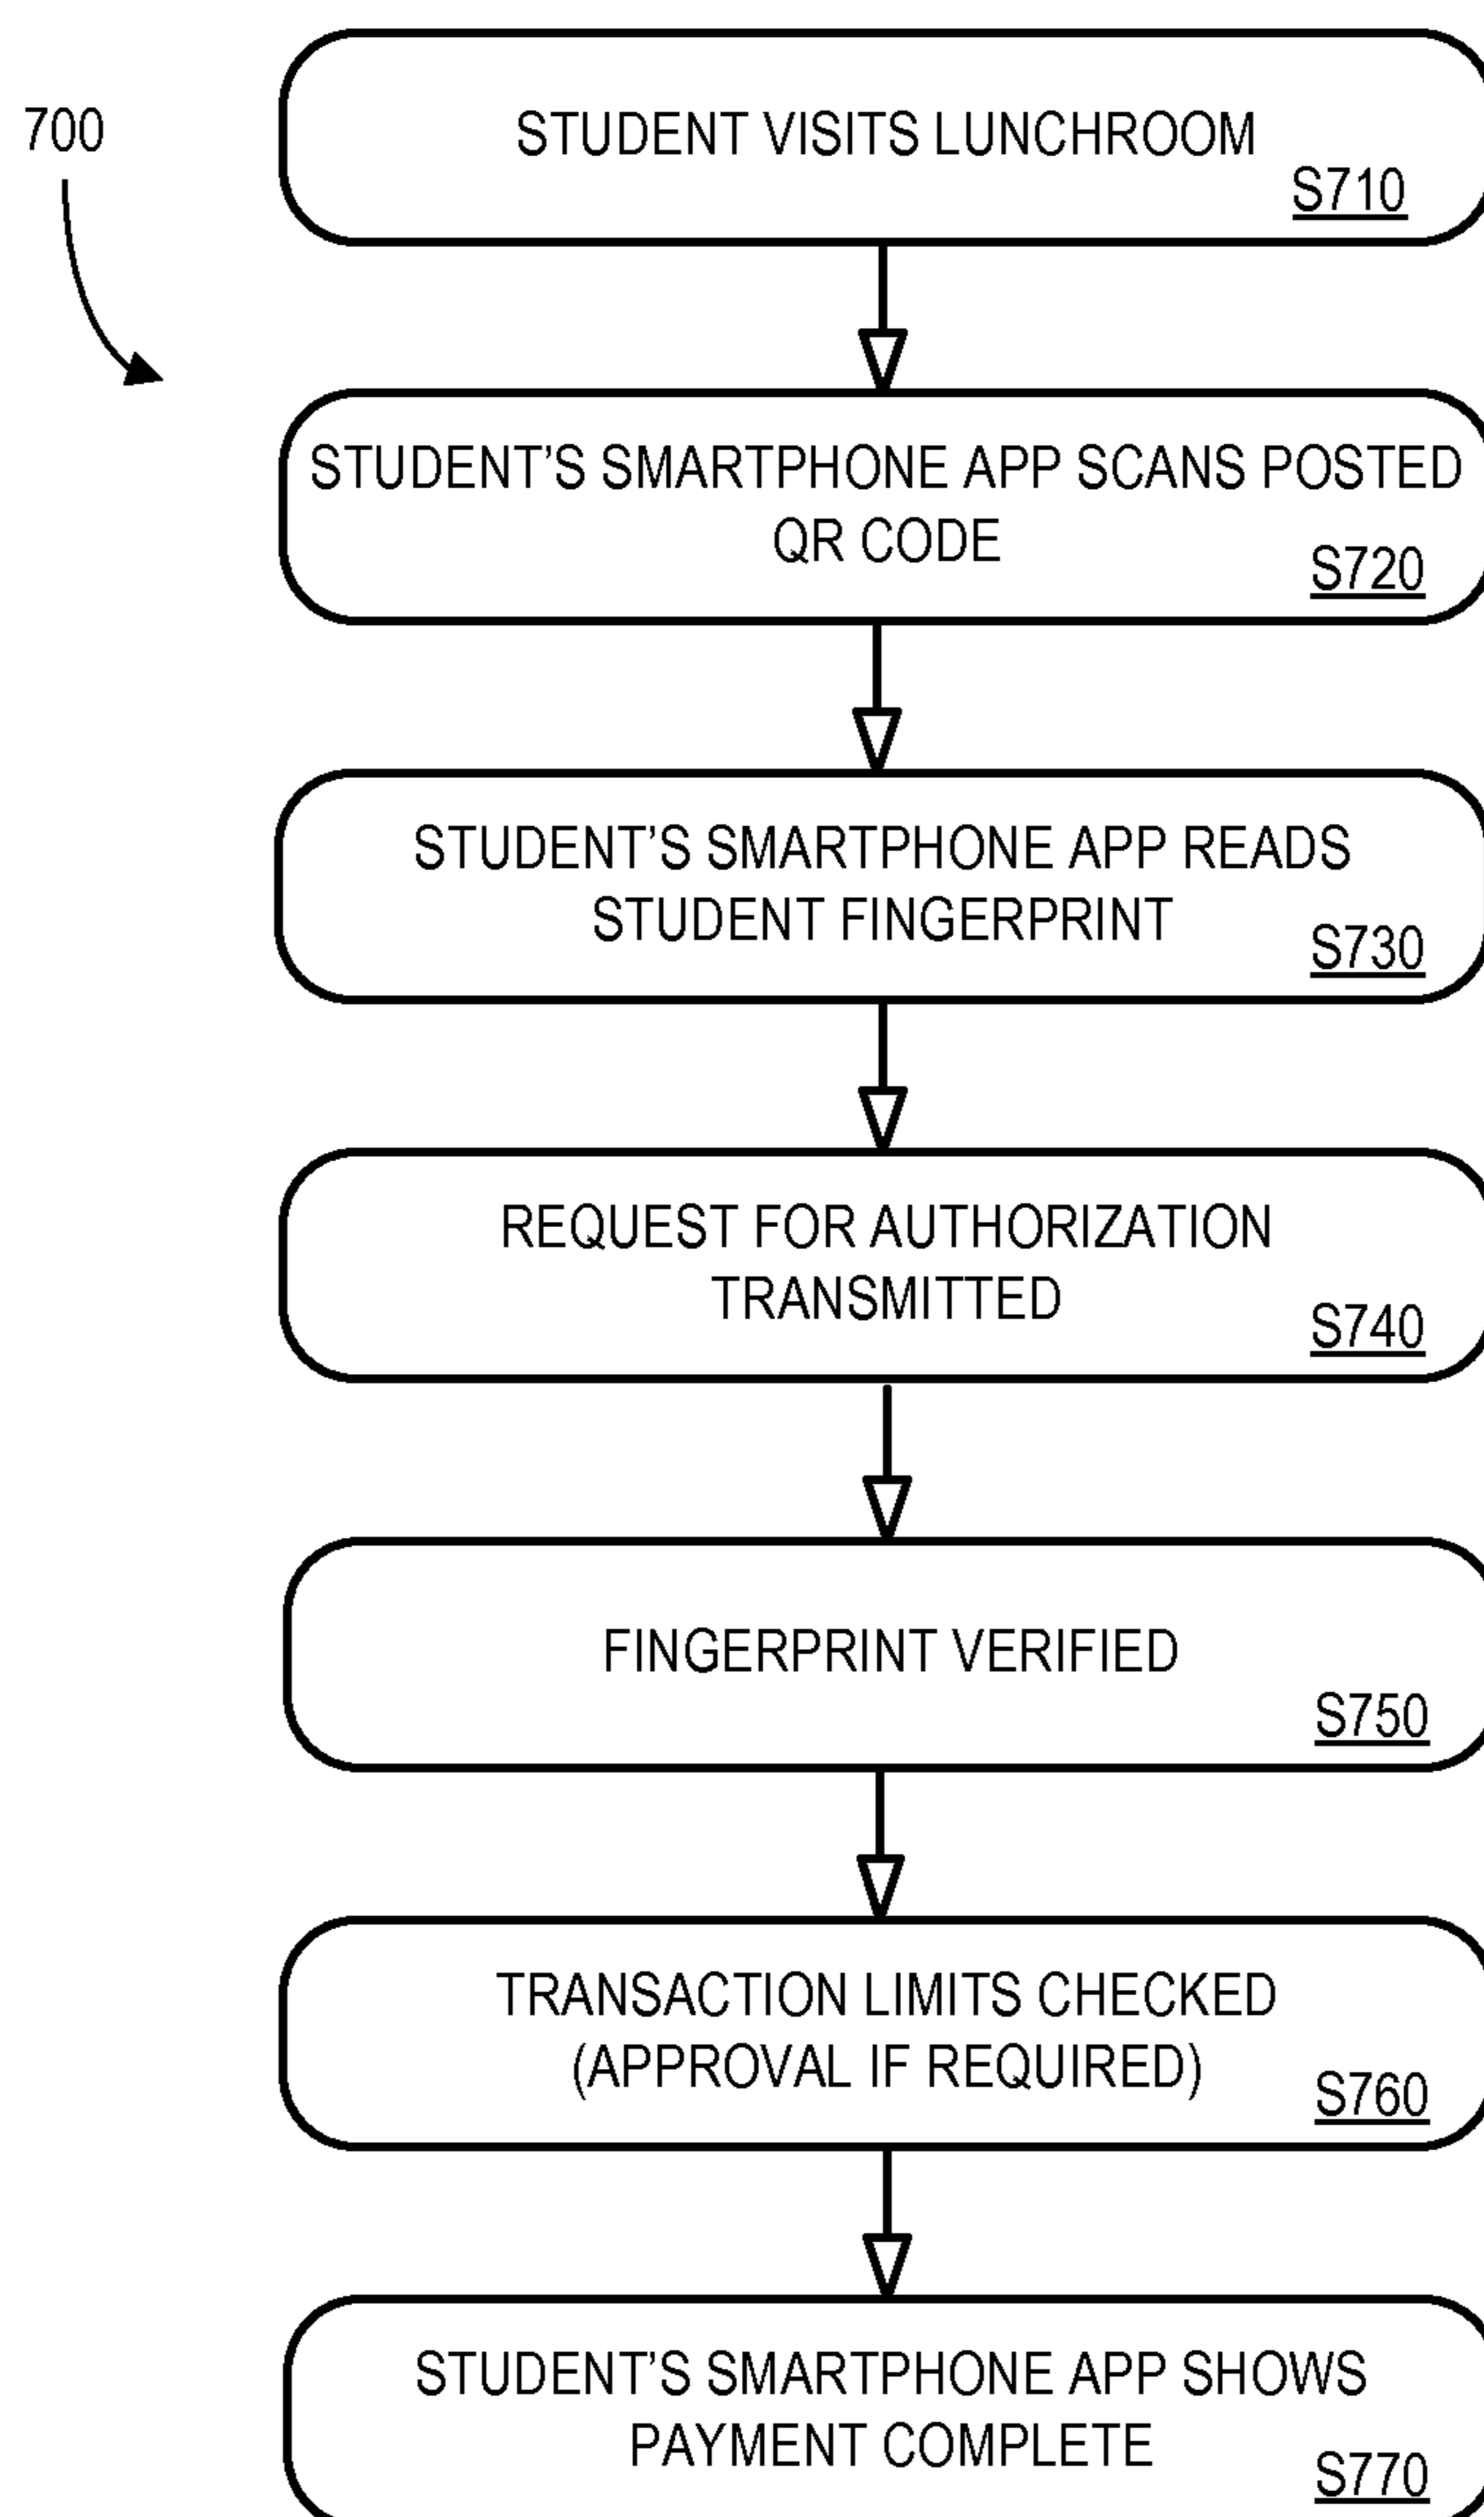 700
STUDENT VISITS LUNCHROOM
S710
STUDENT’S SMARTPHONE APP SCANS POSTED
QR CODE
S720
STUDENT’S SMARTPHONE APP READS
STUDENT FINGERPRINT
S730
REQUEST FOR AUTHORIZATION
TRANSMITTED
S740
FINGERPRINT VERIFIED
S750
TRANSACTION LIMITS CHECKED
(APPROVAL IF REQUIRED)
S760
STUDENT’S SMARTPHONE APP SHOWS
PAYMENT COMPLETE
S770